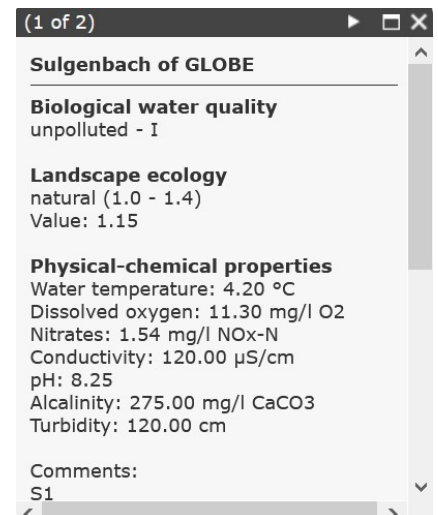 (1 of 2)
Sulgenbach of GLOBE
Biological water quality
unpolluted - I
Landscape ecology
natural (1.0 - 1.4)
Value: 1.15
Physical-chemical properties
Water temperature: 4.20 °C
Dissolved oxygen: 11.30 mg/l O2
Nitrates: 1.54 mg/l NOx-N
Conductivity: 120.00 µS/cm
pH: 8.25
Alcalinity: 275.00 mg/l CaCO3
Turbidity: 120.00 cm
Comments:
S1